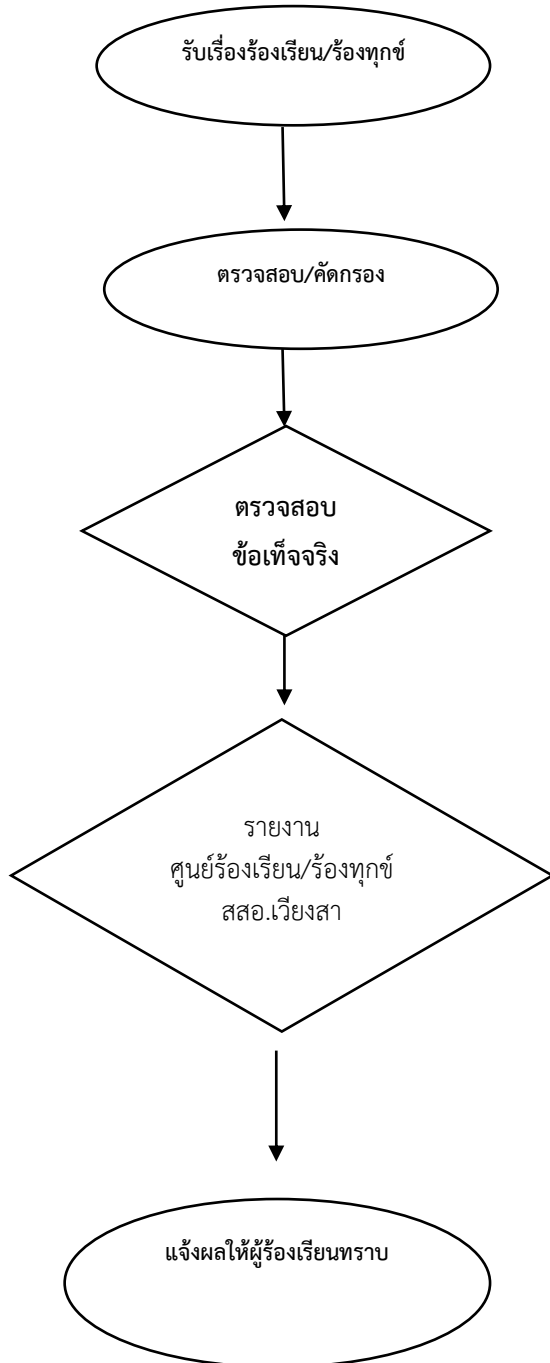 รับเรื่องร้องเรียน/ร้องทุกข์
ตรวจสอบ/คัดกรอง
ตรวจสอบ
ข้อเท็จจริง
รายงาน
ศูนย์ร้องเรียน/ร้องทุกข์
สสอ.เวียงสา
แจ้งผลให้ผู้ร้องเรียนทราบ